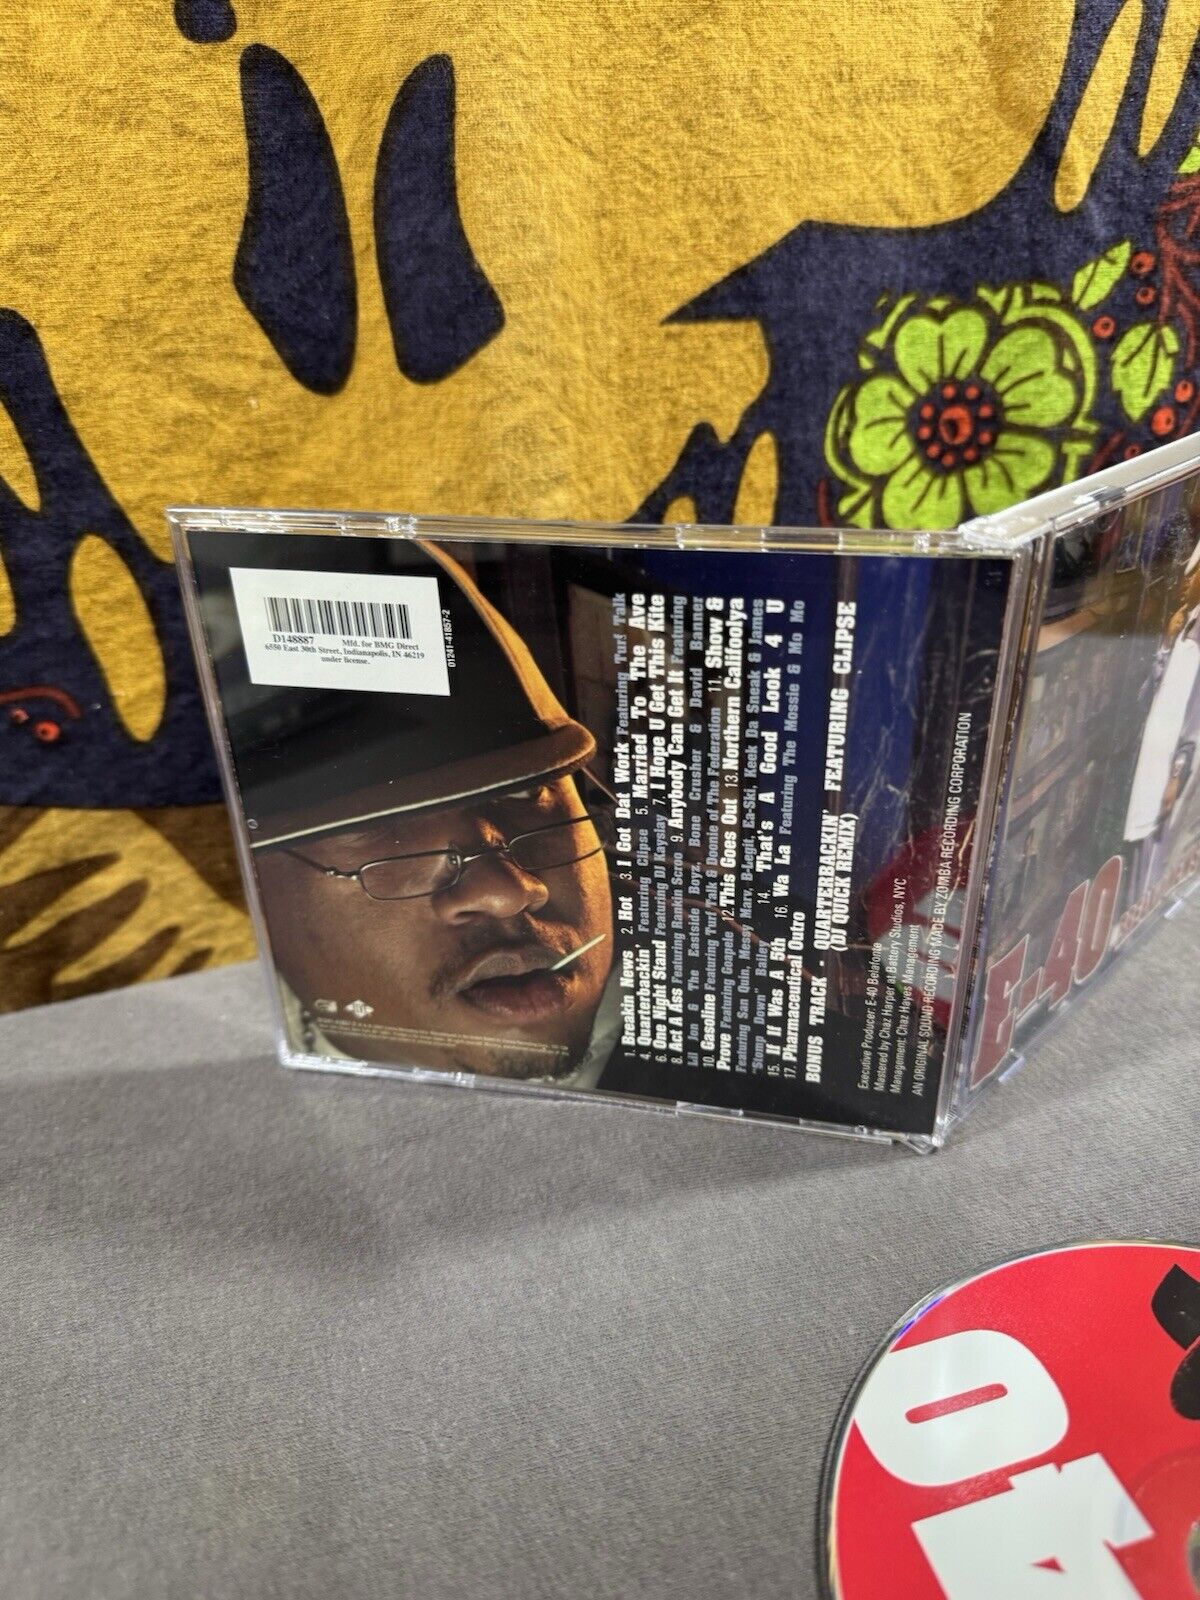 D148887 Mfd. for BMG Direct
6550 East 30th Street, Indianapolis, IN 46219
under license.
01241-41857-2
1. Breakin News 2. Hot 3. I Got Dat Work Featuring Turf Talk
4. Quarterbackin' Featuring Clipse 5. Married To The Ave
6. One Night Stand Featuring DJ Kayslay 7. I Hope U Get This Kite
8. Act A Ass Featuring Rankin Scroo 9. Anybody Can Get It Featuring
Lil Jon & The Eastside Boyz, Bone Crusher & David Banner
10. Gasoline Featuring Turf Talk & Doonie of The Federation 11. Show &
Prove Featuring Goapele 12. This Goes Out 13. Northern Califoolya
Featuring San Quin, Messy Marv, B-Legit, Ea-Ski, Keek Da Sneak & James
"Stomp Down" Bailey 14. That's A Good Look 4 U
15. If If Was A 5th 16. Wa La Featuring The Mossie & Mo Mo
17. Pharmaceutical Outro
BONUS TRACK - QUARTERBACKIN' FEATURING CLIPSE
(DJ QUICK REMIX)
Executive Producer: E-40 Belafonte
Mastered by Chaz Harper at Battery Studios, NYC
Management: Chaz Hayes Management
AN ORIGINAL SOUND RECORDING MADE BY ZOMBA RECORDING CORPORATION
E-40
40